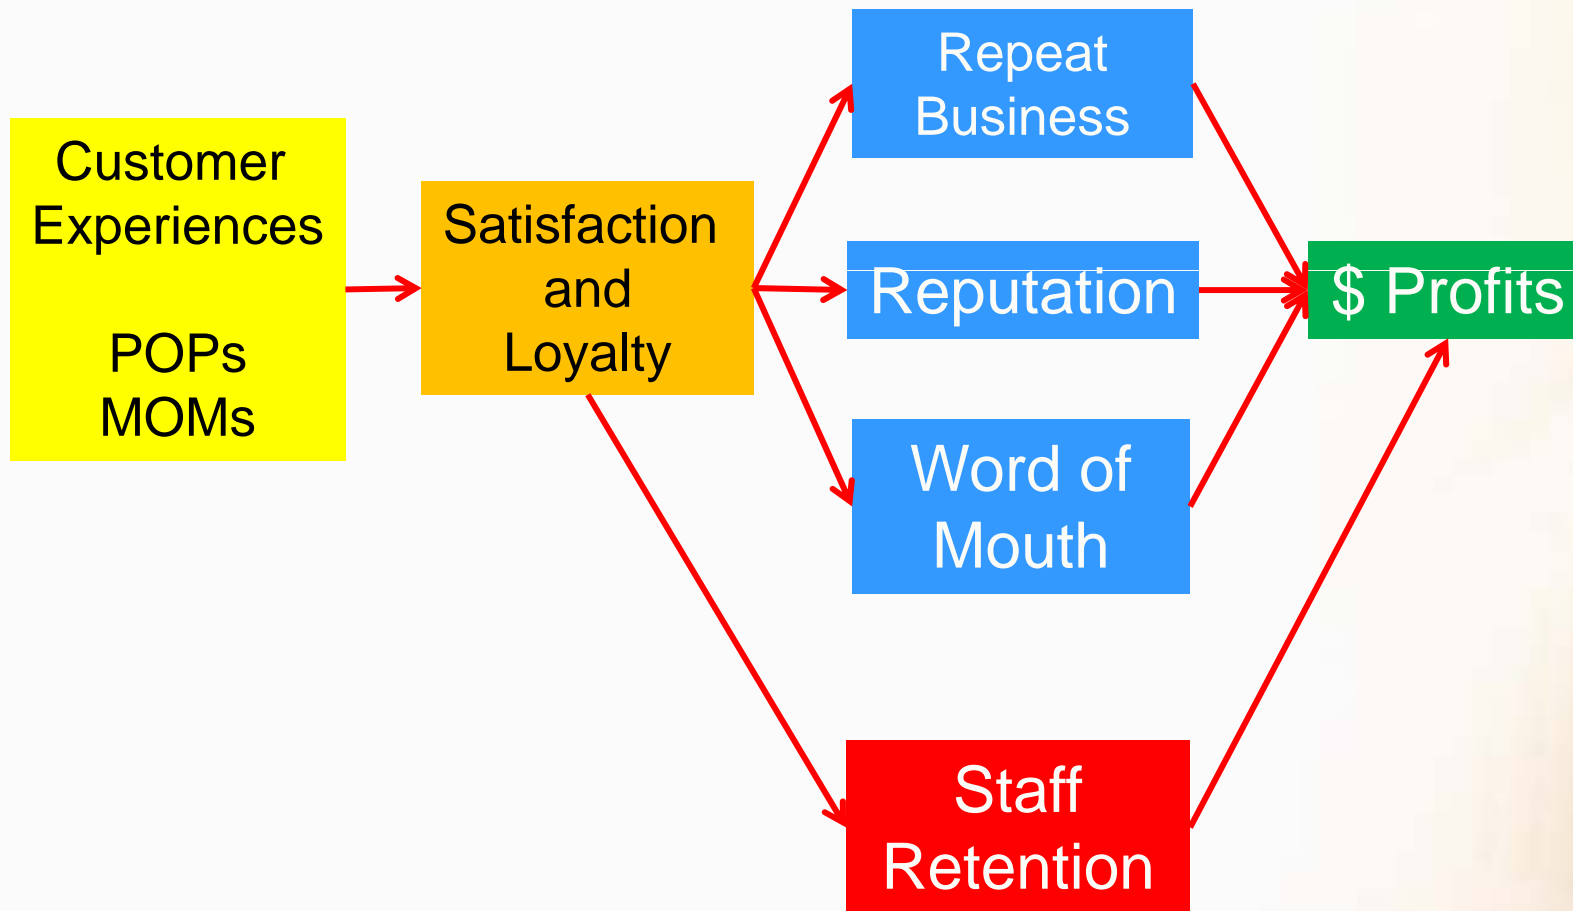 Customer
Experiences
POPs
MOMs
Satisfaction
and
Loyalty
Repeat
Business
Reputation
Word of
Mouth
Staff
Retention
$ Profits